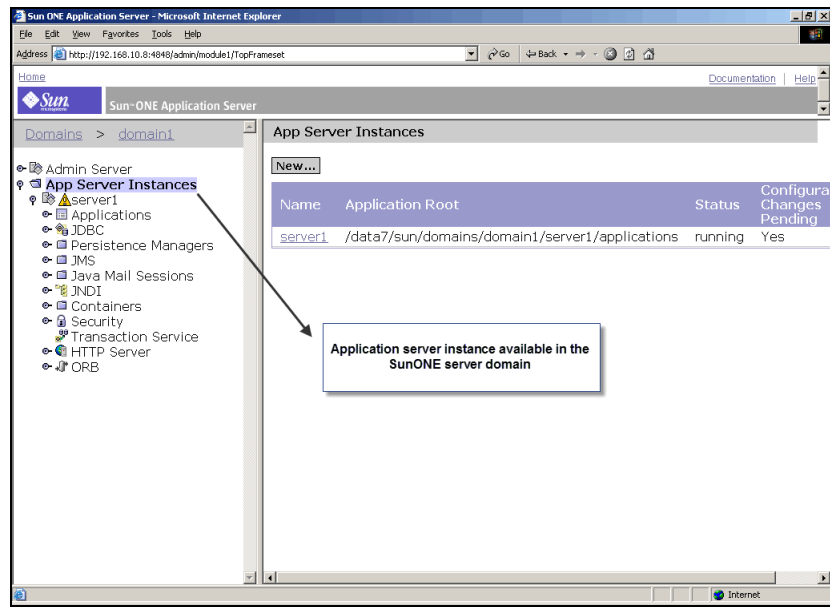 Sun ONE Application Server - Microsoft Internet Explorer
File Edit View Favorites Tools Help
Address http://192.168.10.8:4848/admin/module1/TopFrameset Go Back
Home Documentation | Help
Sun microsystems Sun-ONE Application Server
Domains > domain1
App Server Instances
New...
Admin Server
App Server Instances
server1
Applications
JDBC
Persistence Managers
JMS
Java Mail Sessions
JNDI
Containers
Security
Transaction Service
HTTP Server
ORB
Name Application Root Status Configura Changes Pending
server1 /data7/sun/domains/domain1/server1/applications running Yes
Application server instance available in the
SunONE server domain
Internet